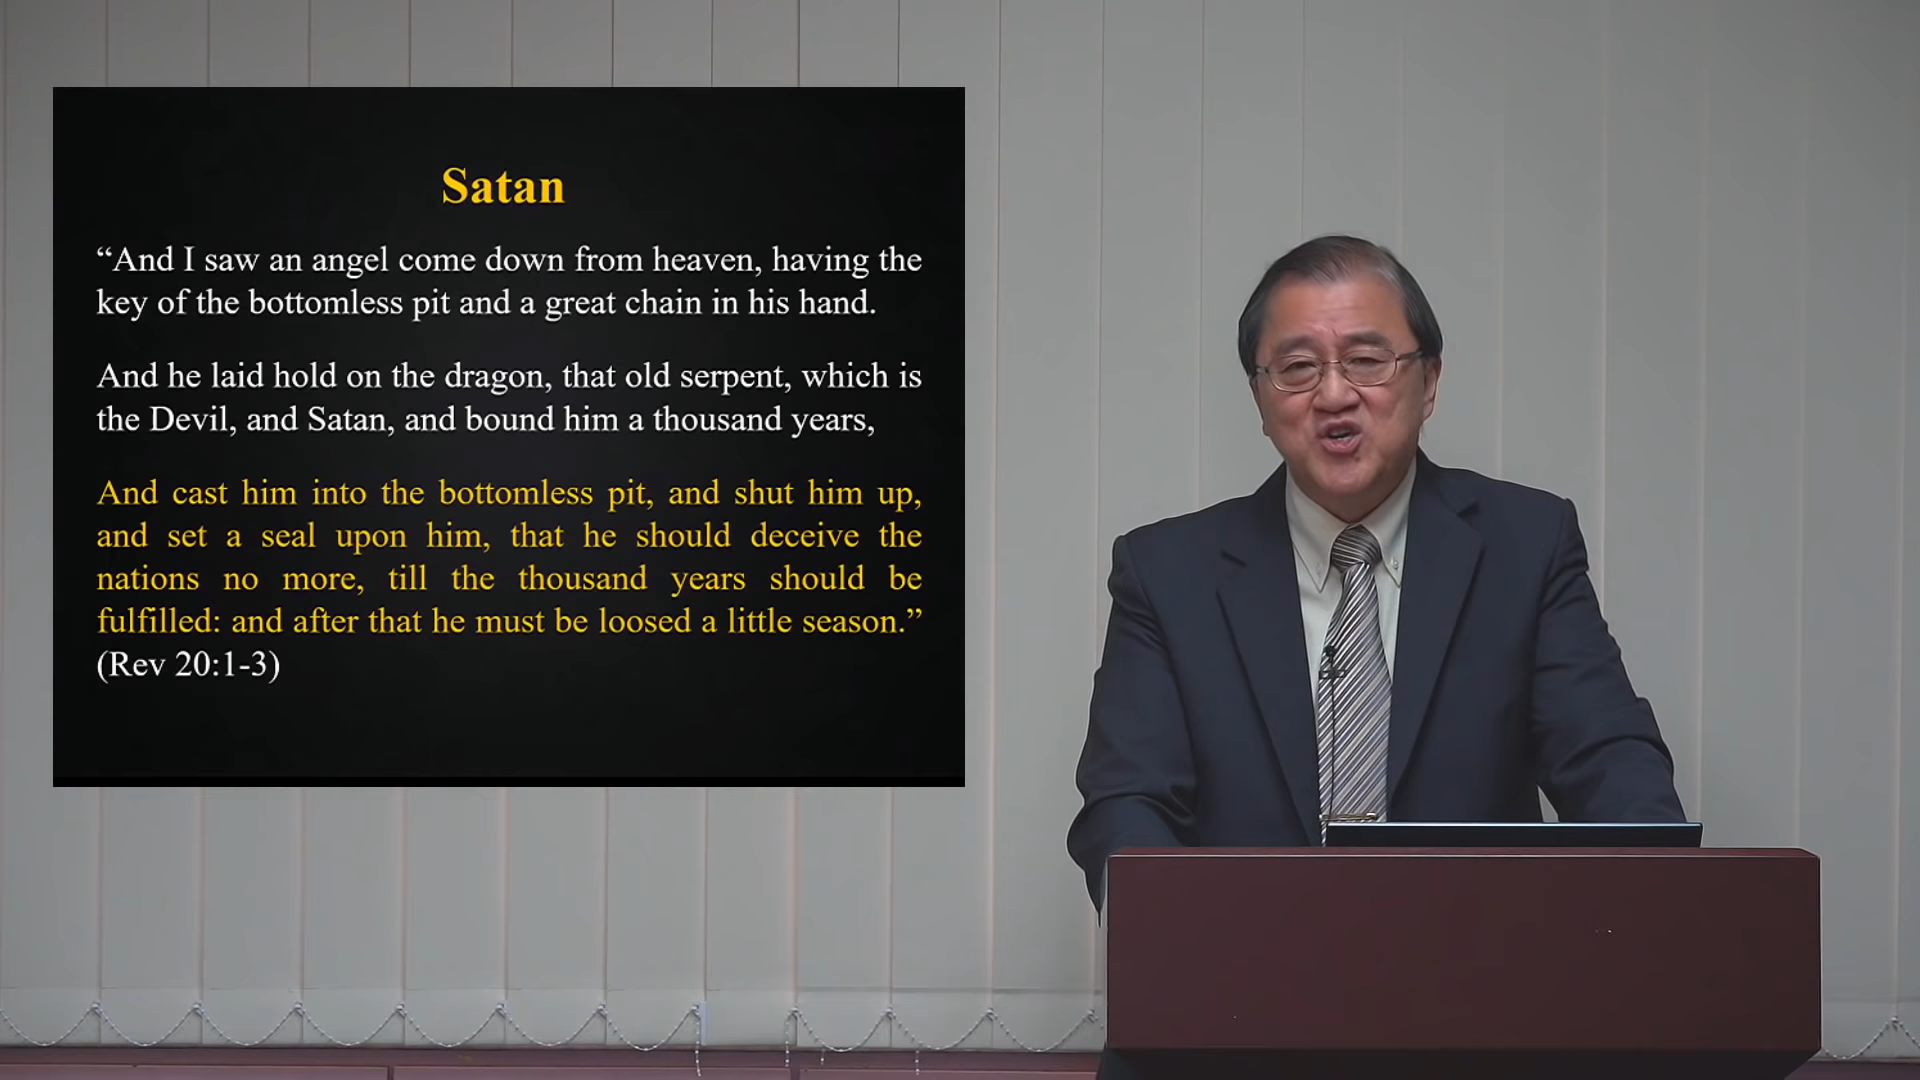 Satan
“And I saw an angel come down from heaven, having the
key of the bottomless pit and a great chain in his hand.
And he laid hold on the dragon, that old serpent, which is
the Devil, and Satan, and bound him a thousand years,
And cast him into the bottomless pit, and shut him up,
and set a seal upon him, that he should deceive the
nations no more, till the thousand years should be
fulfilled: and after that he must be loosed a little season.”
(Rev 20:1-3)